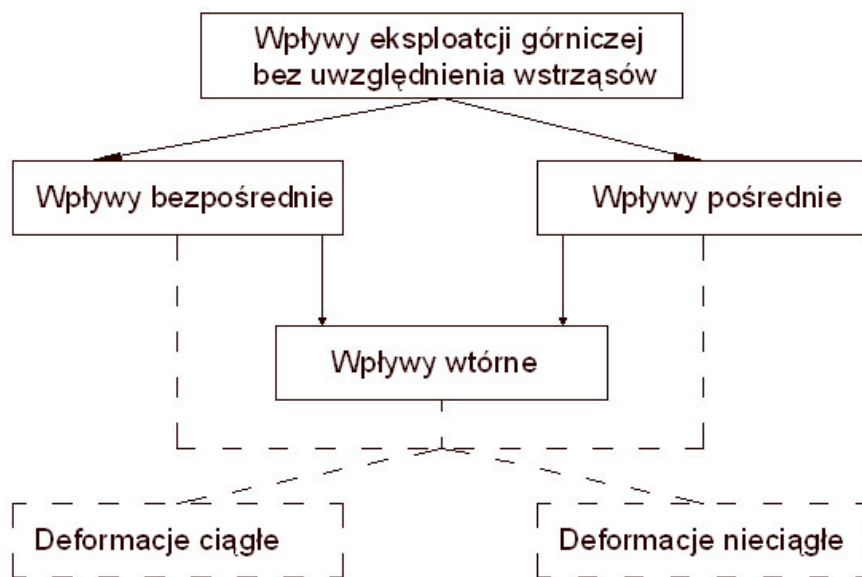 Wpływy eksploatcji górniczej
bez uwzględnienia wstrząsów
Wpływy bezpośrednie
Wpływy pośrednie
Wpływy wtórne
Deformacje ciągłe
Deformacje nieciągłe